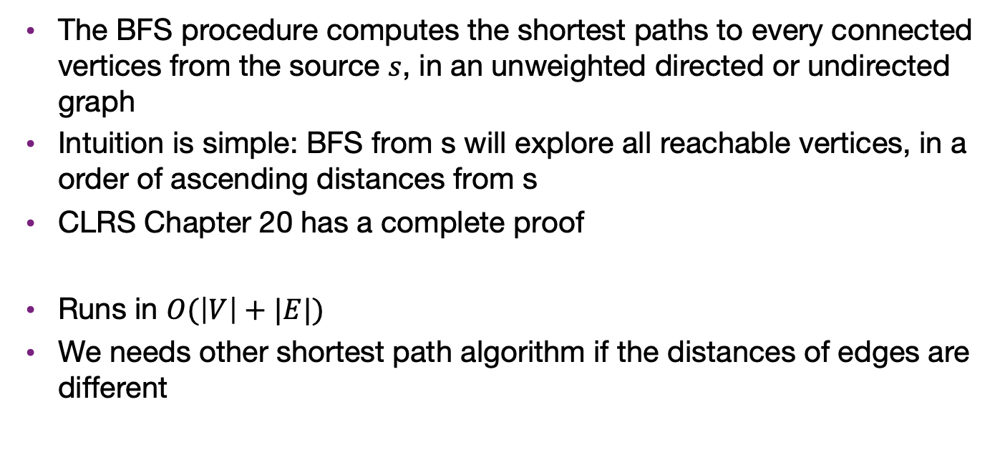 • The BFS procedure computes the shortest paths to every connected
vertices from the source s, in an unweighted directed or undirected
graph
• Intuition is simple: BFS from s will explore all reachable vertices, in a
order of ascending distances from s
• CLRS Chapter 20 has a complete proof
• Runs in O(|V| + |E|)
• We needs other shortest path algorithm if the distances of edges are
different